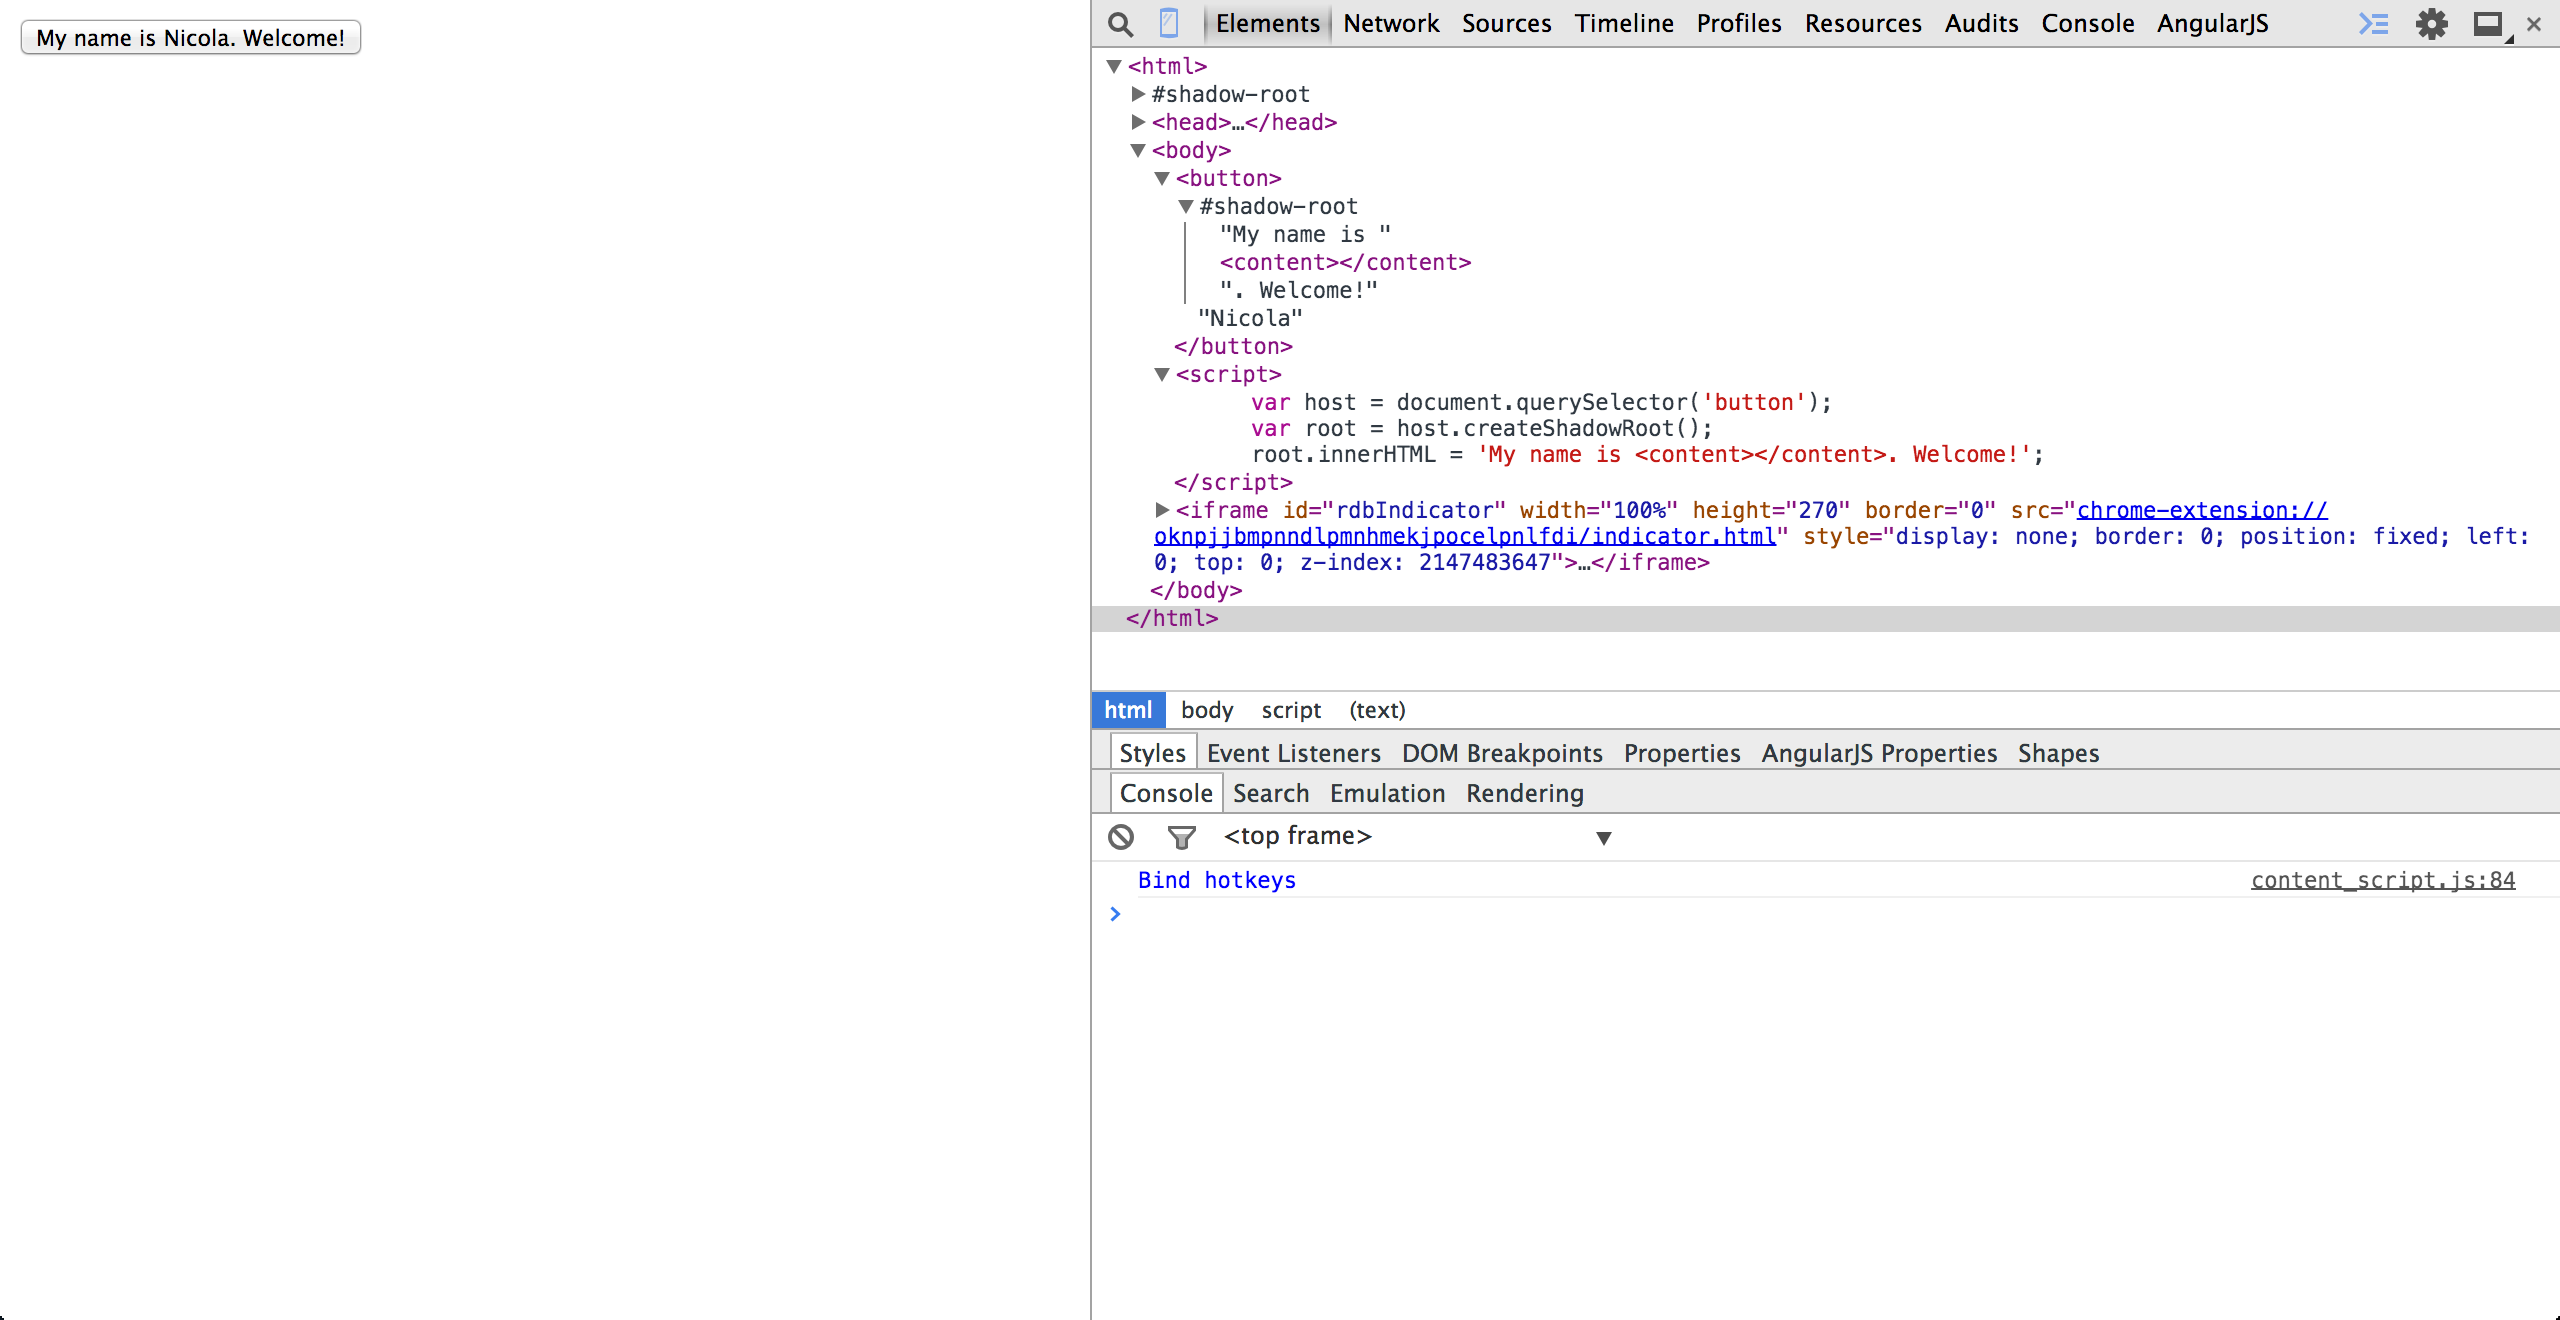 My name is Nicola. Welcome!
Elements Network Sources Timeline Profiles Resources Audits Console AngularJS
<html>
#shadow-root
<head>…</head>
<body>
<button>
#shadow-root
"My name is "
<content></content>
". Welcome!"
"Nicola"
</button>
<script>
var host = document.querySelector('button');
var root = host.createShadowRoot();
root.innerHTML = 'My name is <content></content>. Welcome!';
</script>
<iframe id="rdbIndicator" width="100%" height="270" border="0" src="chrome-extension://
oknpjjbmpnndlpmnhmekjpocelpnlfdi/indicator.html" style="display: none; border: 0; position: fixed; left:
0; top: 0; z-index: 2147483647">…</iframe>
</body>
</html>
html body script (text)
Styles Event Listeners DOM Breakpoints Properties AngularJS Properties Shapes
Console Search Emulation Rendering
<top frame>
Bind hotkeys content_script.js:84